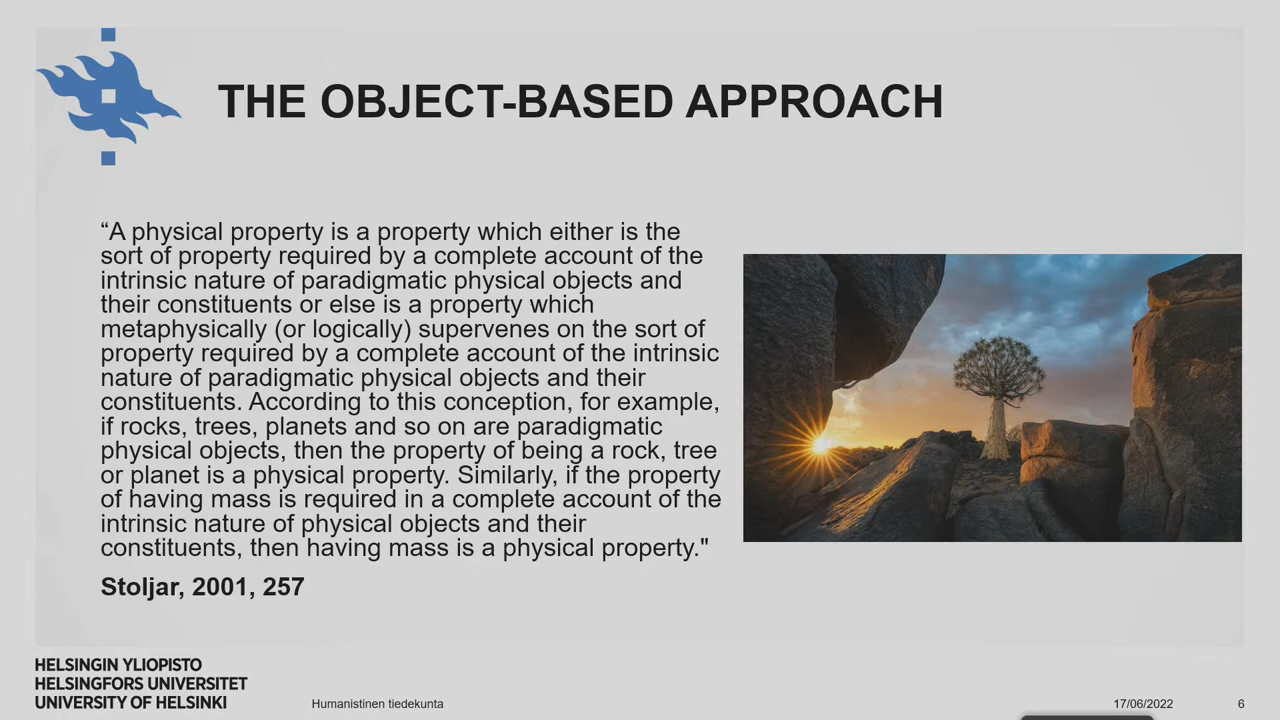 THE OBJECT-BASED APPROACH
“A physical property is a property which either is the
sort of property required by a complete account of the
intrinsic nature of paradigmatic physical objects and
their constituents or else is a property which
metaphysically (or logically) supervenes on the sort of
property required by a complete account of the intrinsic
nature of paradigmatic physical objects and their
constituents. According to this conception, for example,
if rocks, trees, planets and so on are paradigmatic
physical objects, then the property of being a rock, tree
or planet is a physical property. Similarly, if the property
of having mass is required in a complete account of the
intrinsic nature of physical objects and their
constituents, then having mass is a physical property."
Stoljar, 2001, 257
HELSINGIN YLIOPISTO
HELSINGFORS UNIVERSITET
UNIVERSITY OF HELSINKI
Humanistinen tiedekunta
17/06/2022
6